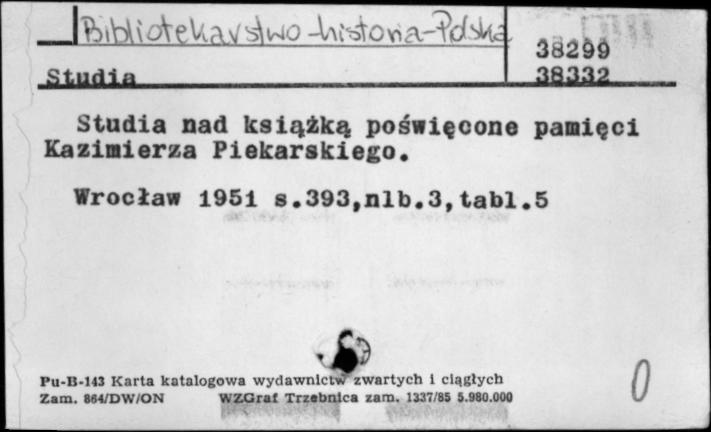 Bibliotekarstwo-historia-Polska
38299
Studia
38332
Studia nad książką poświęcone pamięci
Kazimierza Piekarskiego.
Wrocław 1951 s.393,nlb.3,tabl.5
Pu-B-143 Karta katalogowa wydawnictw zwartych i ciągłych
Zam. 864/DW/ON WZGraf Trzebnica zam. 1337/85 5.980.000
0